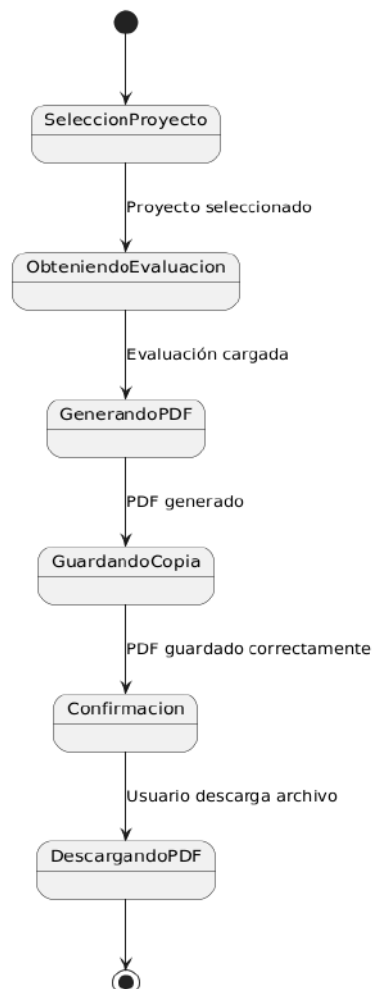 SeleccionProyecto
Proyecto seleccionado
ObteniendoEvaluacion
Evaluación cargada
GenerandoPDF
PDF generado
GuardandoCopia
PDF guardado correctamente
Confirmacion
Usuario descarga archivo
DescargandoPDF